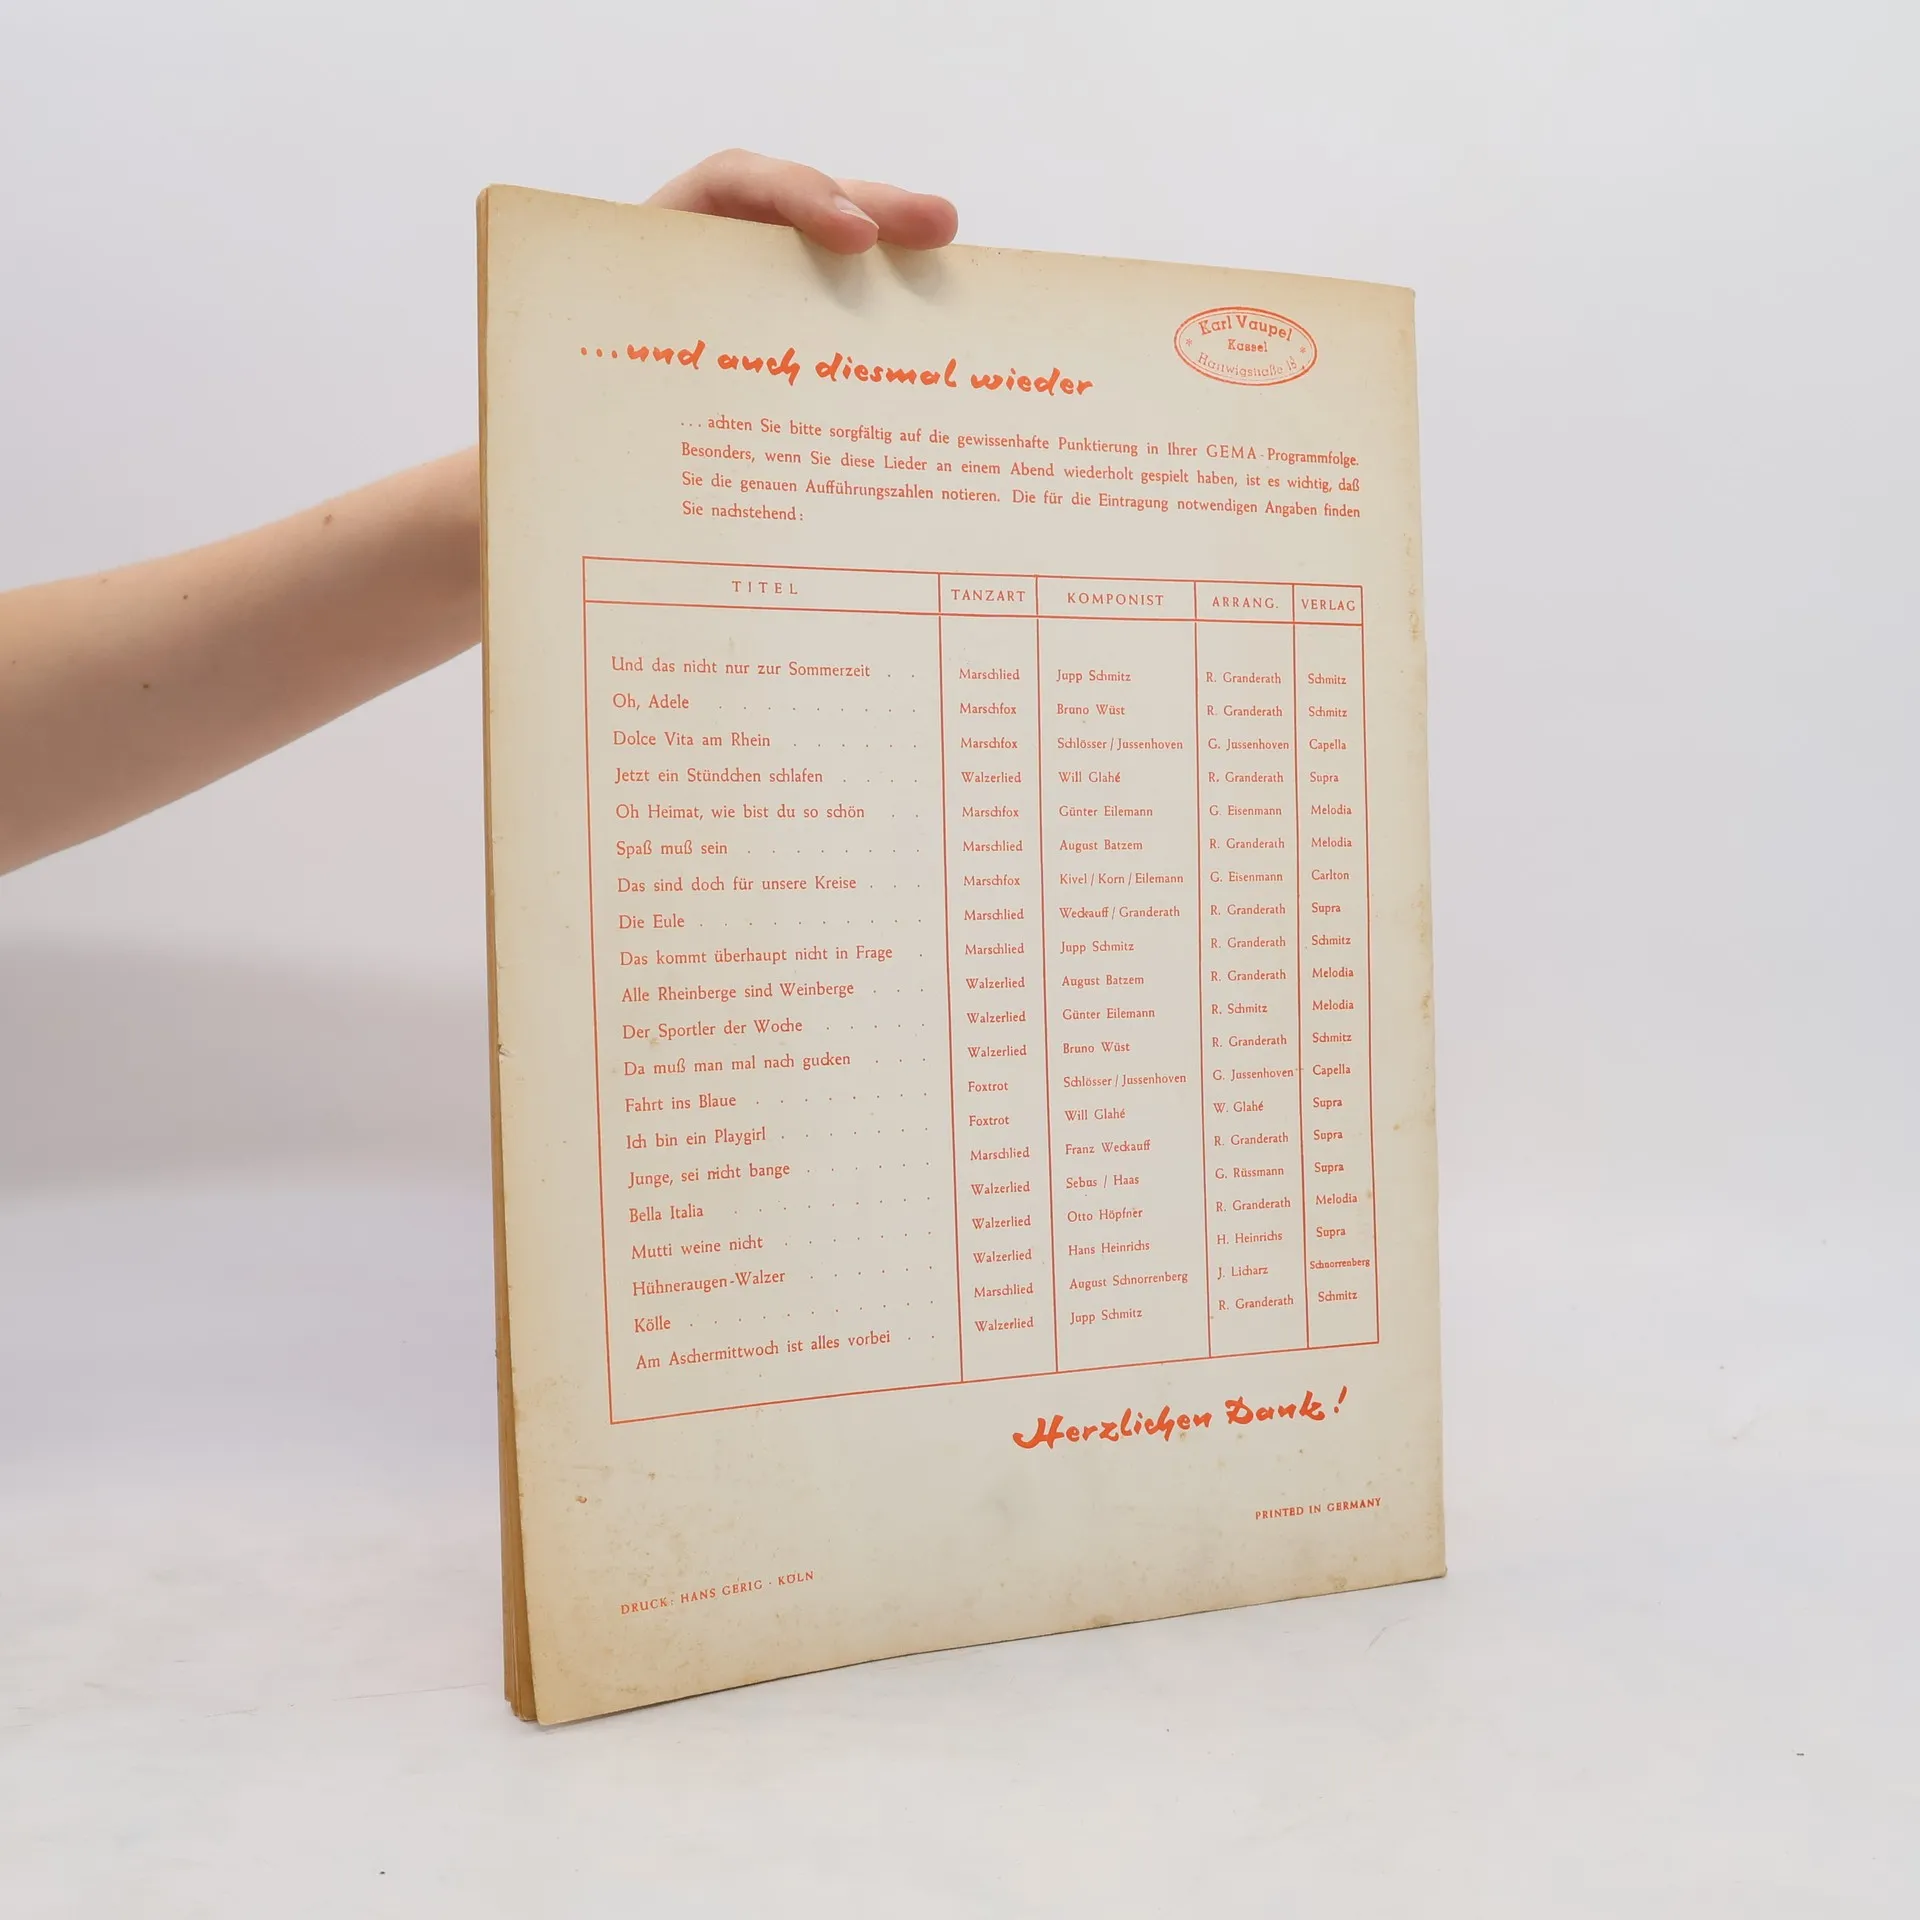 ...und auch diesmal wieder
Karl Vaupel
Kassel
...achten Sie bitte sorgfältig auf die gewissenhafte Punktierung in Ihrer GEMA-Programmfolge.
Besonders, wenn Sie diese Lieder an einem Abend wiederholt gespielt haben, ist es wichtig, daß
Sie die genauen Aufführungszahlen notieren. Die für die Eintragung notwendigen Angaben finden
Sie nachstehend:
TITEL TANZART KOMPONIST ARRANG. VERLAG
Und das nicht nur zur Sommerzeit . . Marschlied Jupp Schmitz R. Granderath Schmitz
Oh, Adele . . . . . . . . . Marschfox Bruno Wüst R. Granderath Schmitz
Dolce Vita am Rhein . . . . . . Marschfox Schlösser / Jussenhoven G. Jussenhoven Capella
Jetzt ein Stündchen schlafen . . . . Walzerlied Will Glahé R. Granderath Supra
Oh Heimat, wie bist du so schön . . Marschfox Günter Eilemann G. Eisenmann Melodia
Spaß muß sein . . . . . . . . Marschlied August Batzem R. Granderath Melodia
Das sind doch für unsere Kreise . . . Marschfox Kivel / Korn / Eilemann G. Eisenmann Carlton
Die Eule . . . . . . . . . . Marschlied Weckauff / Granderath R. Granderath Supra
Das kommt überhaupt nicht in Frage . Marschlied Jupp Schmitz R. Granderath Schmitz
Alle Rheinberge sind Weinberge . . . Walzerlied August Batzem R. Granderath Melodia
Der Sportler der Woche . . . . . Walzerlied Günter Eilemann R. Schmitz Melodia
Da muß man mal nach gucken . . . Walzerlied Bruno Wüst R. Granderath Schmitz
Fahrt ins Blaue . . . . . . . . Foxtrot Schlösser / Jussenhoven G. Jussenhoven Capella
Ich bin ein Playgirl . . . . . . . Foxtrot Will Glahé W. Glahé Supra
Junge, sei nicht bange . . . . . . Marschlied Franz Weckauff R. Granderath Supra
Bella Italia . . . . . . . . . Walzerlied Sebus / Haas G. Rüssmann Supra
Mutti weine nicht . . . . . . . Walzerlied Otto Höpfner R. Granderath Melodia
Hühneraugen-Walzer . . . . . . Walzerlied Hans Heinrichs H. Heinrichs Supra
Kölle . . . . . . . . . . Marschlied August Schnorrenberg J. Licharz Schnorrenberg
Am Aschermittwoch ist alles vorbei . . Walzerlied Jupp Schmitz R. Granderath Schmitz
Herzlichen Dank!
PRINTED IN GERMANY
DRUCK: HANS GERIG · KÖLN